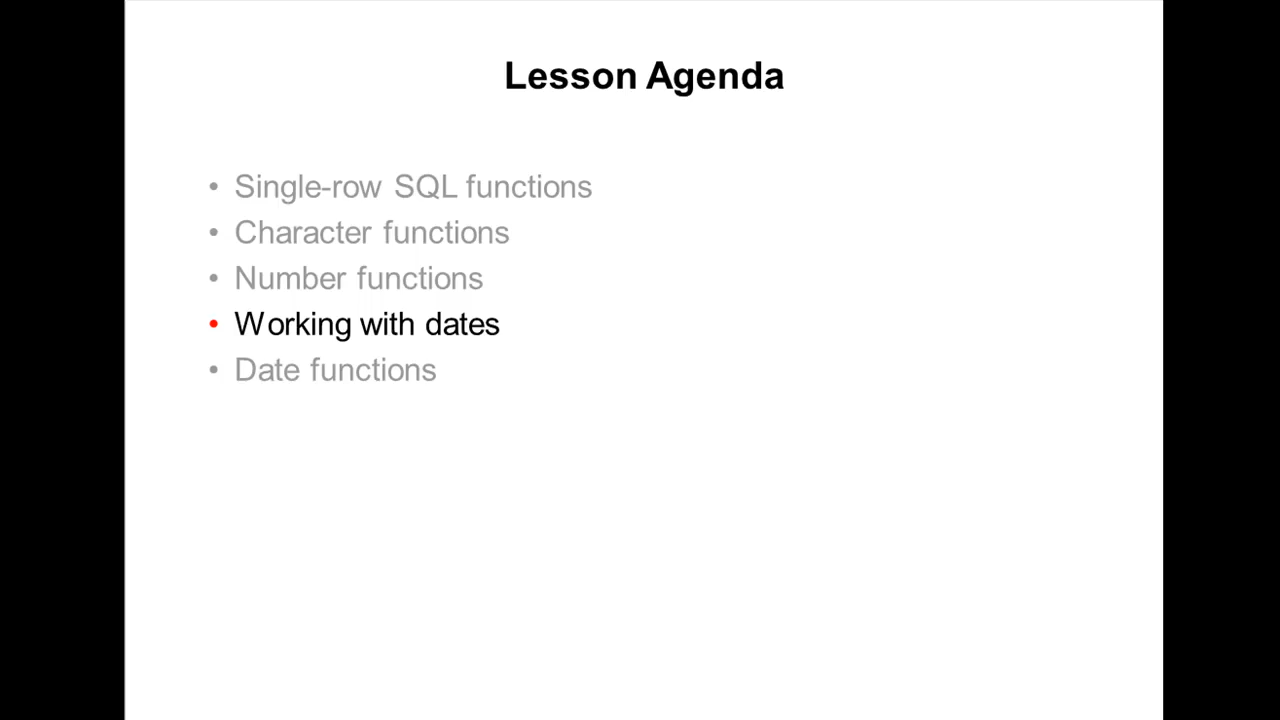 Lesson Agenda
• Single-row SQL functions
• Character functions
• Number functions
• Working with dates
• Date functions